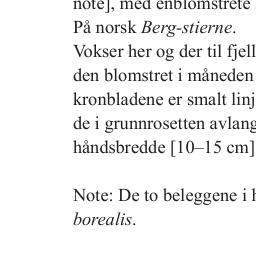 note], med enblomstrete
På norsk Berg-stierne.
Vokser her og der til fjell
den blomstret i måneden
kronbladene er smalt linj
de i grunnrosetten avlang
håndsbredde [10–15 cm]

Note: De to beleggene i h
borealis.